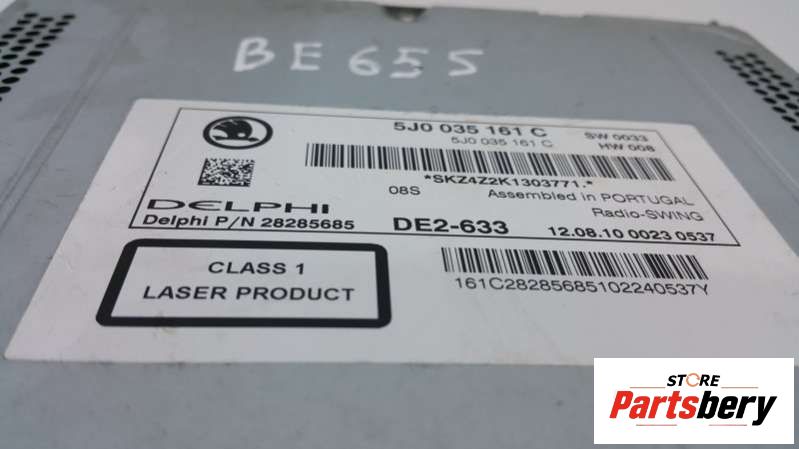 BE655
5J0 035 161 C
5J0 035 161 C
SW 0033
HW 008
*SKZ4Z2K1303771.*
08S
Assembled in PORTUGAL
Radio-SWING
DELPHI
Delphi P/N 28285685
DE2-633
12.08.10 0023 0537
CLASS 1
LASER PRODUCT
161C28285685102240537Y
STORE
Partsbery